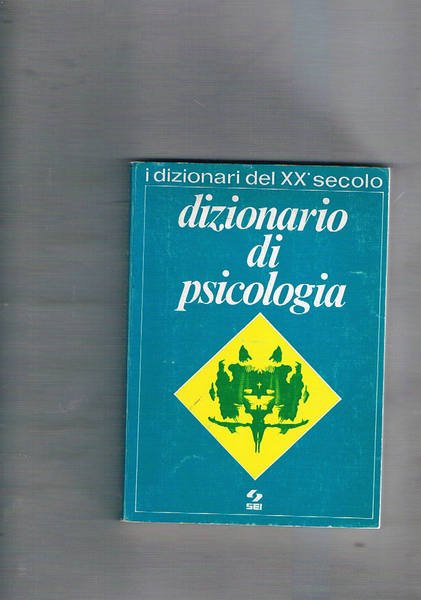 i dizionari del XX° secolo
dizionario
di
psicologia
SEI